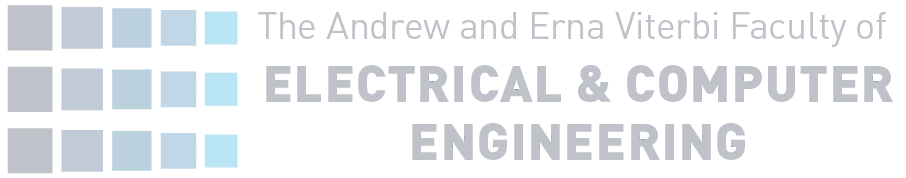 The Andrew and Erna Viterbi Faculty of
ELECTRICAL & COMPUTER
ENGINEERING